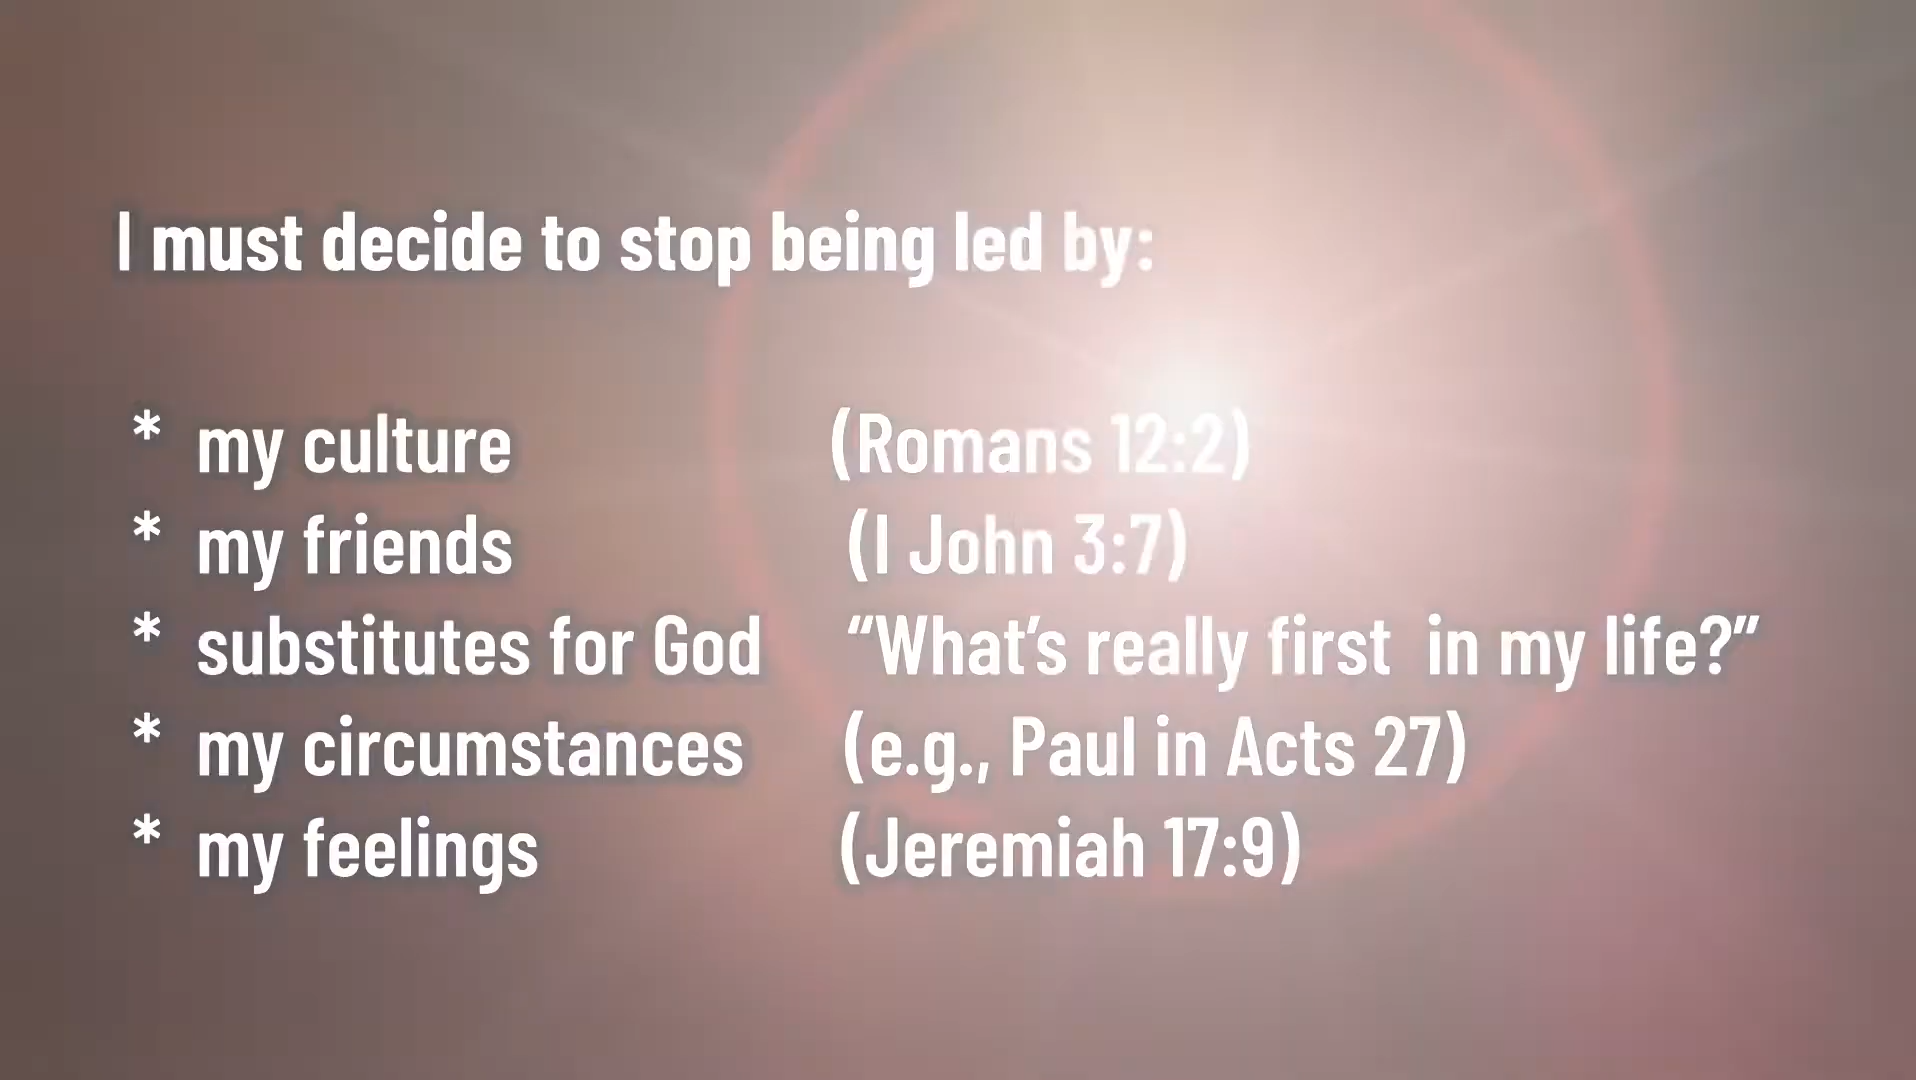 I must decide to stop being led by:
* my culture (Romans 12:2)
* my friends (I John 3:7)
* substitutes for God “What’s really first in my life?”
* my circumstances (e.g., Paul in Acts 27)
* my feelings (Jeremiah 17:9)